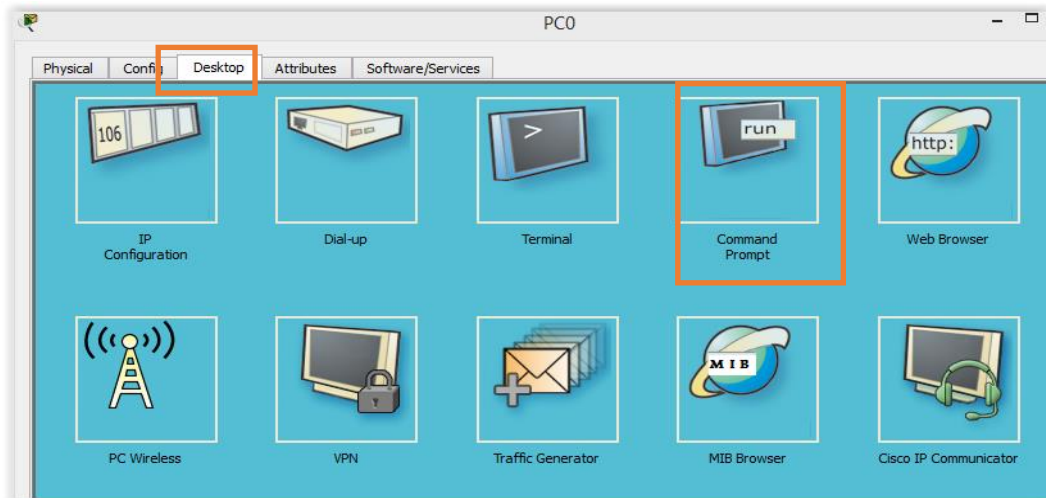 PC0
Physical Config Desktop Attributes Software/Services
106
>
run
http:
IP
Configuration
Dial-up
Terminal
Command
Prompt
Web Browser
MIB
PC Wireless
VPN
Traffic Generator
MIB Browser
Cisco IP Communicator